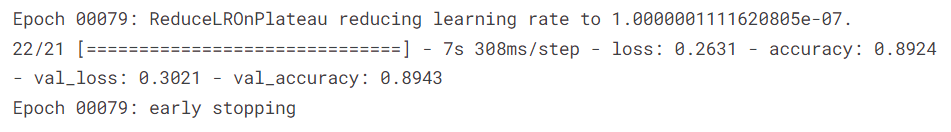 Epoch 00079: ReduceLROnPlateau reducing learning rate to 1.0000001111620805e-07.
22/21 [==============================] - 7s 308ms/step - loss: 0.2631 - accuracy: 0.8924
- val_loss: 0.3021 - val_accuracy: 0.8943
Epoch 00079: early stopping